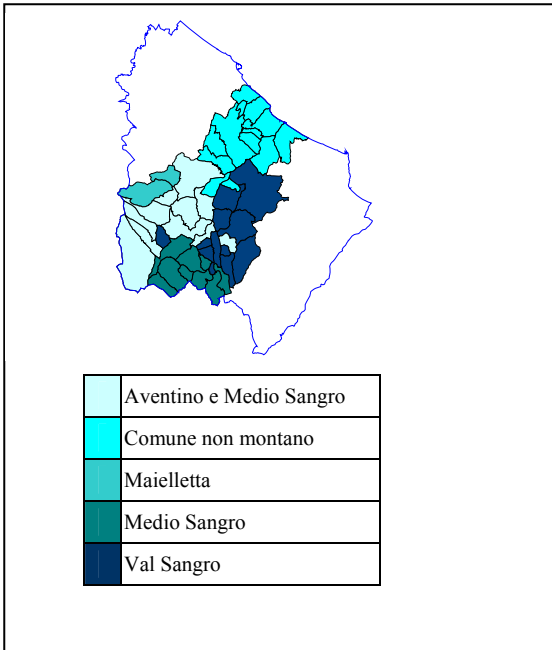 Aventino e Medio Sangro
Comune non montano
Maielletta
Medio Sangro
Val Sangro